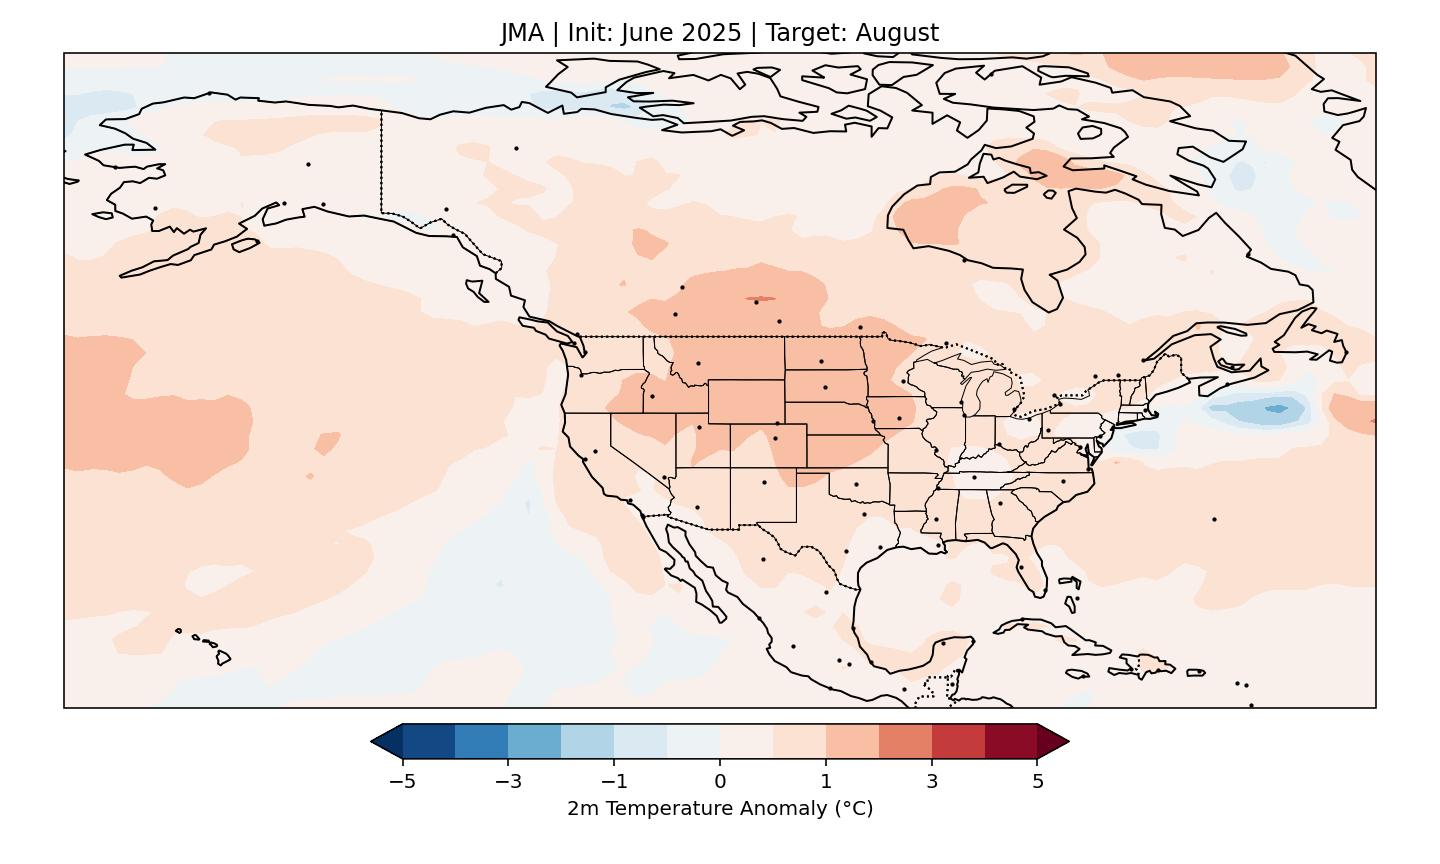 JMA | Init: June 2025 | Target: August
−5 −3 −1 0 1 3 5
2m Temperature Anomaly (°C)